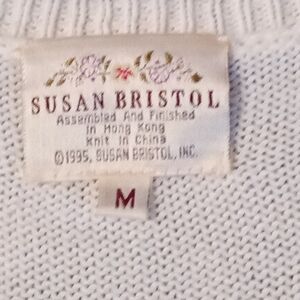 SUSAN BRISTOL
Assembled And Finished
In Hong Kong
Knit In China
©1995, SUSAN BRISTOL, INC.
M